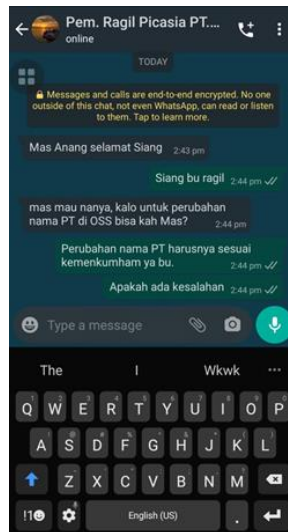 Pem. Ragil Picasia PT....
online
TODAY
Messages and calls are end-to-end encrypted. No one
outside of this chat, not even WhatsApp, can read or listen
to them. Tap to learn more.
Mas Anang selamat Siang 2:43 pm
Siang bu ragil 2:44 pm
mas mau nanya, kalo untuk perubahan
nama PT di OSS bisa kah Mas? 2:44 pm
Perubahan nama PT harusnya sesuai
kemenkumham ya bu. 2:44 pm
Apakah ada kesalahan 2:44 pm
Type a message
The I Wkwk
Q W E R T Y U I O P
A S D F G H J K L
Z X C V B N M
!1 English (US) .